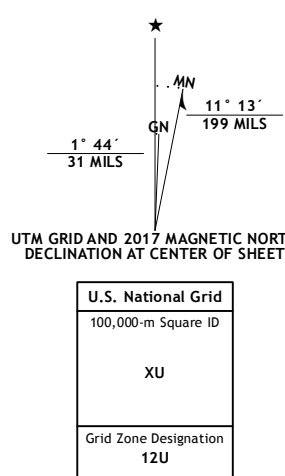 ★
MN
GN
11° 13´
199 MILS
1° 44´
31 MILS
UTM GRID AND 2017 MAGNETIC NORT
DECLINATION AT CENTER OF SHEET
U.S. National Grid
100,000-m Square ID
XU
Grid Zone Designation
12U